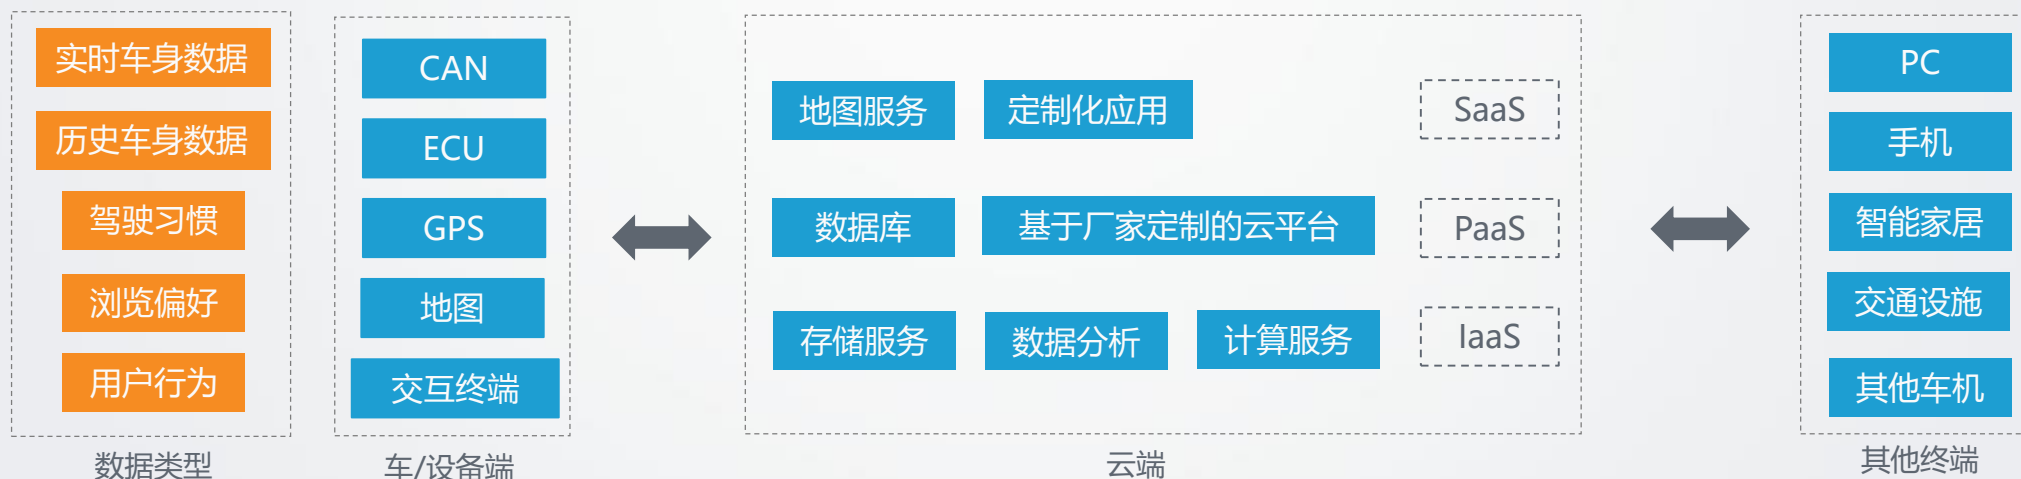 实时车身数据
历史车身数据
驾驶习惯
浏览偏好
用户行为
数据类型
CAN
ECU
GPS
地图
交互终端
车/设备端
地图服务
定制化应用
SaaS
数据库
基于厂家定制的云平台
PaaS
存储服务
数据分析
计算服务
IaaS
云端
PC
手机
智能家居
交通设施
其他车机
其他终端